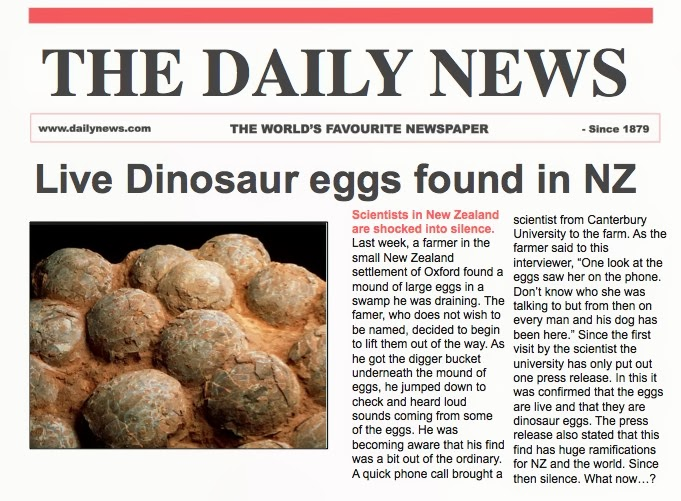 THE DAILY NEWS
www.dailynews.com THE WORLD'S FAVOURITE NEWSPAPER - Since 1879
Live Dinosaur eggs found in NZ
Scientists in New Zealand
are shocked into silence.
Last week, a farmer in the
small New Zealand
settlement of Oxford found a
mound of large eggs in a
swamp he was draining. The
famer, who does not wish to
be named, decided to begin
to lift them out of the way. As
he got the digger bucket
underneath the mound of
eggs, he jumped down to
check and heard loud
sounds coming from some
of the eggs. He was
becoming aware that his find
was a bit out of the ordinary.
A quick phone call brought a
scientist from Canterbury
University to the farm. As the
farmer said to this
interviewer, “One look at the
eggs saw her on the phone.
Don’t know who she was
talking to but from then on
every man and his dog has
been here.” Since the first
visit by the scientist the
university has only put out
one press release. In this it
was confirmed that the eggs
are live and that they are
dinosaur eggs. The press
release also stated that this
find has huge ramifications
for NZ and the world. Since
then silence. What now…?